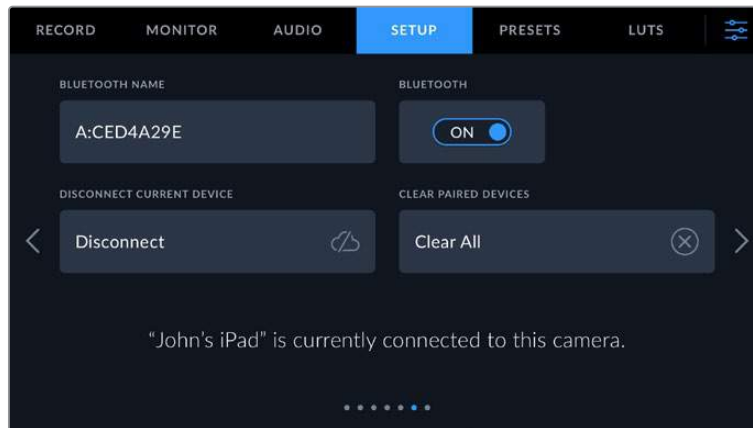 RECORD MONITOR AUDIO SETUP PRESETS LUTS
BLUETOOTH NAME BLUETOOTH
A:CED4A29E ON
DISCONNECT CURRENT DEVICE CLEAR PAIRED DEVICES
Disconnect Clear All
“John’s iPad” is currently connected to this camera.